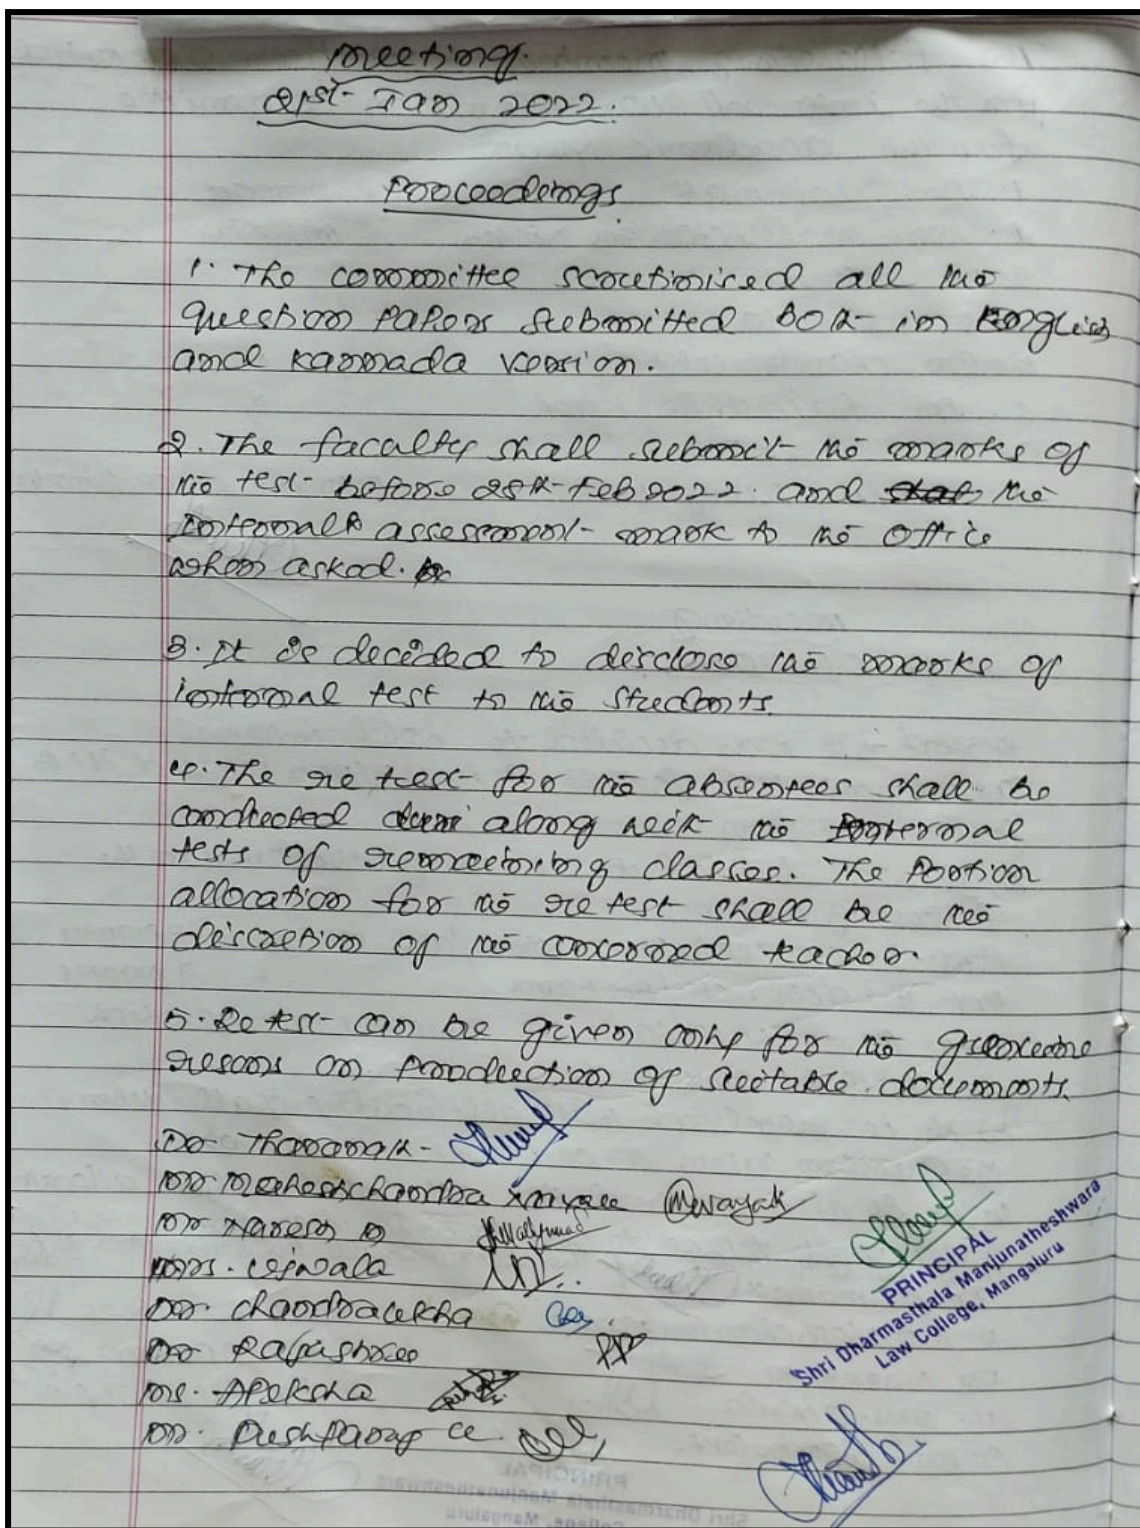 Meeting.
21st Jan 2022.
Proceedings
1. The committee scrutinised all the
question papers submitted both in English
and Kannada version.
2. The faculty shall submit the marks of
the test before 28th Feb 2022. and the
internal assessment mark to the office
when asked.
3. It is decided to disclose the marks of
internal test to the students.
4. The re test for the absentees shall be
conducted along with the internal
tests of remaining classes. The portion
allocation for the re test shall be the
discretion of the concerned teacher.
5. Re test can be given only for the genuine
resons on production of suitable documents.
Dr Tharanath
Mr Maheshchandra Nayak
Mr Naresh
Mrs. Ujwala
Dr. Chandralekha
Dr Rajashree
Ms. Apeksha
Mr. Pushparaj K.
PRINCIPAL
Shri Dharmasthala Manjunatheshwara
Law College, Mangaluru